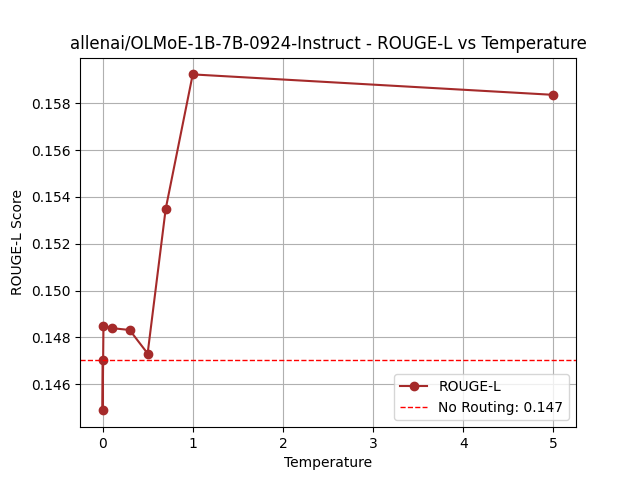 allenai/OLMoE-1B-7B-0924-Instruct - ROUGE-L vs Temperature
ROUGE-L Score
0.158
0.156
0.154
0.152
0.150
0.148
0.146
ROUGE-L
No Routing: 0.147
0 1 2 3 4 5
Temperature